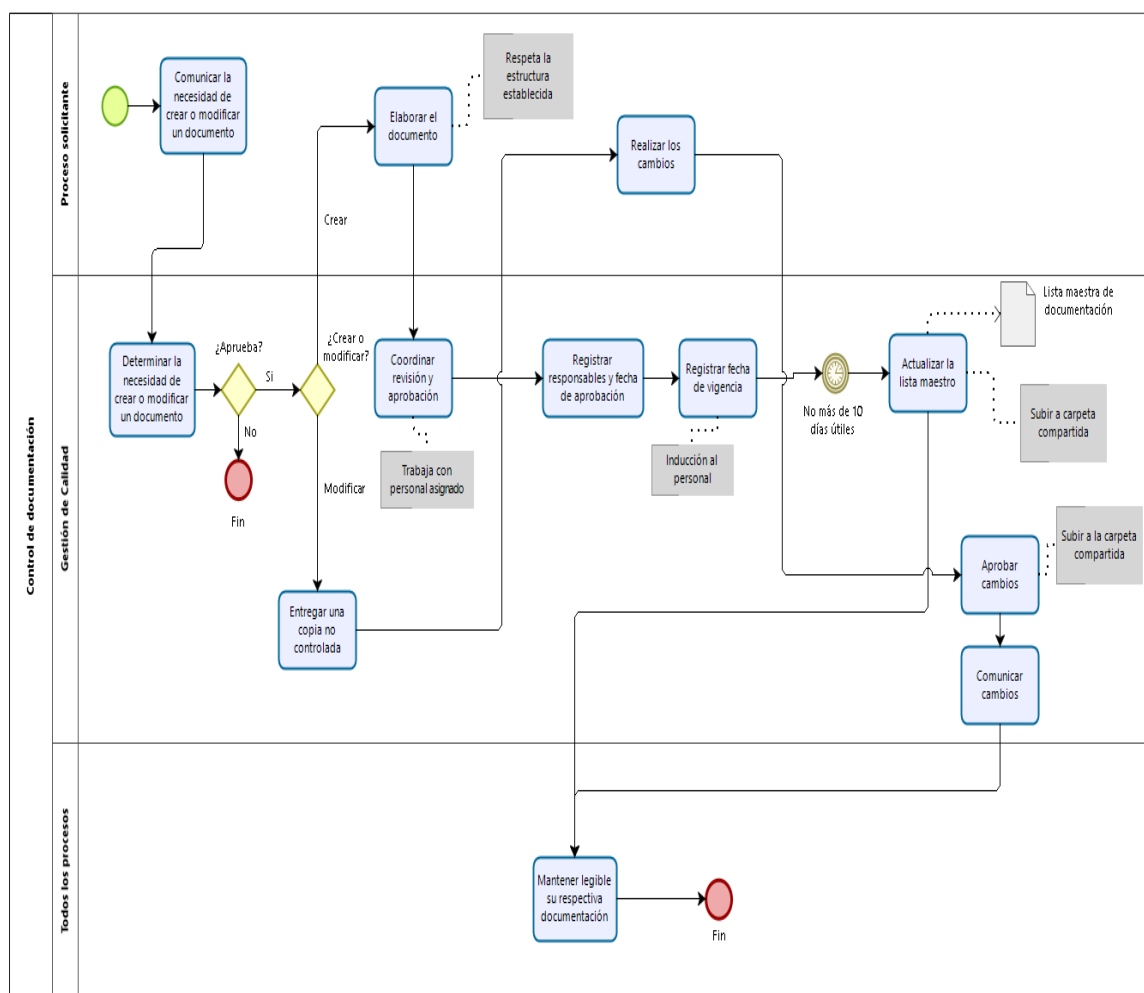 Control de documentación
Proceso solicitante
Comunicar la
necesidad de
crear o modificar
un documento
Elaborar el
documento
Respeta la
estructura
establecida
Realizar los
cambios
Crear
Gestión de Calidad
Determinar la
necesidad de
crear o modificar
un documento
¿Aprueba?
Si
No
Fin
¿Crear o
modificar?
Modificar
Coordinar
revisión y
aprobación
Trabaja con
personal asignado
Registrar
responsables y fecha
de aprobación
Registrar fecha
de vigencia
Inducción al
personal
No más de 10
días útiles
Actualizar la
lista maestro
Lista maestra de
documentación
Subir a carpeta
compartida
Entregar una
copia no
controlada
Aprobar
cambios
Subir a la carpeta
compartida
Comunicar
cambios
Todos los procesos
Mantener legible
su respectiva
documentación
Fin